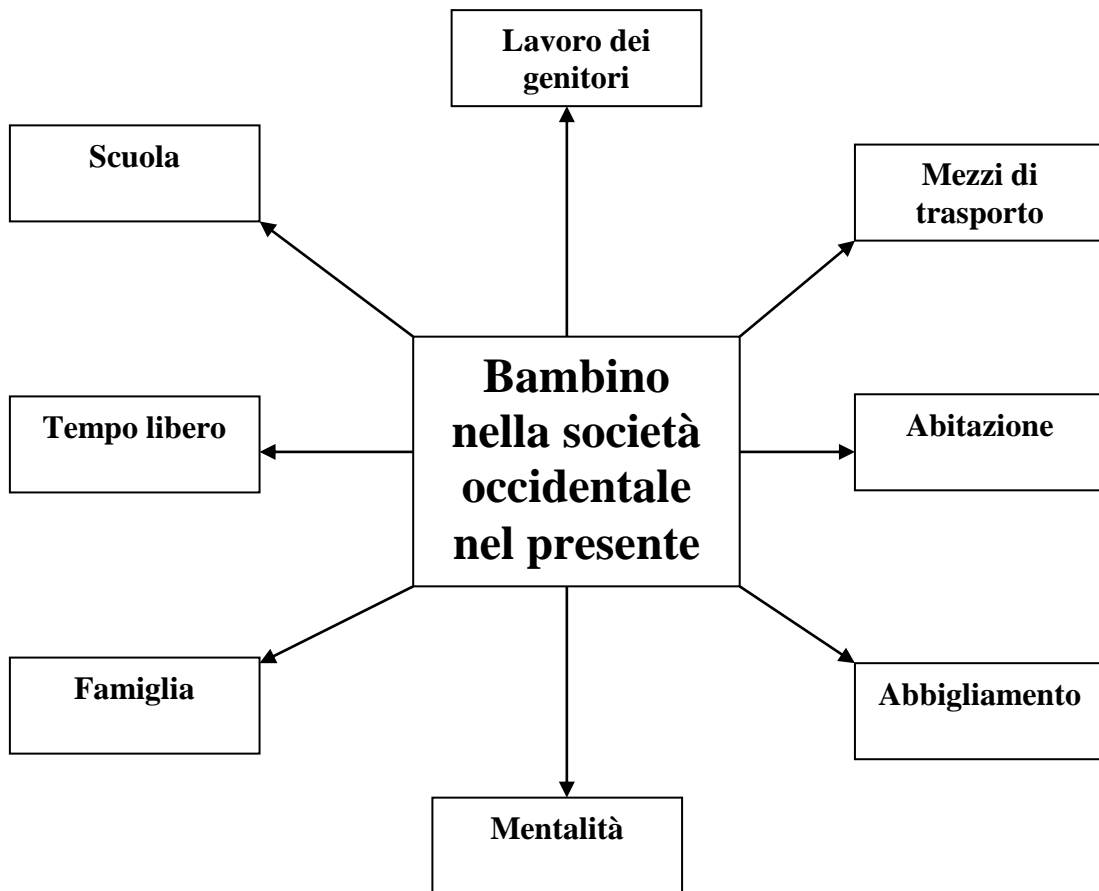 Lavoro dei
genitori
Scuola
Mezzi di
trasporto
Bambino
nella società
occidentale
nel presente
Tempo libero
Abitazione
Famiglia
Abbigliamento
Mentalità